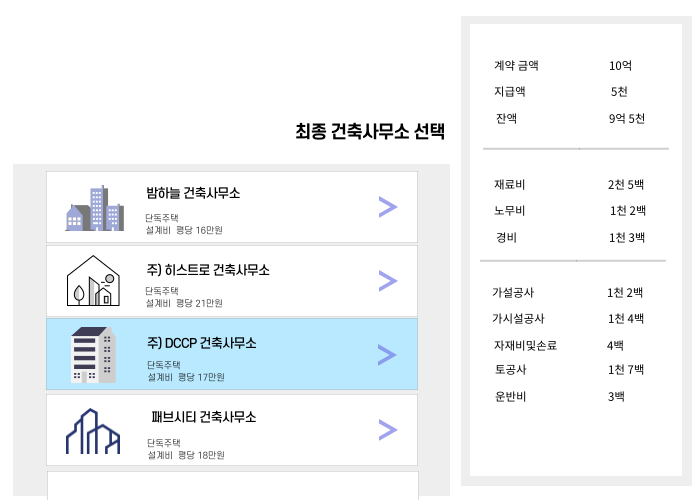 최종 건축사무소 선택
밤하늘 건축사무소
단독주택
설계비 평당 16만원
주) 히스트로 건축사무소
단독주택
설계비 평당 21만원
주) DCCP 건축사무소
단독주택
설계비 평당 17만원
패브시티 건축사무소
단독주택
설계비 평당 18만원
계약 금액 10억
지급액 5천
잔액 9억 5천
재료비 2천 5백
노무비 1천 2백
경비 1천 3백
가설공사 1천 2백
가시설공사 1천 4백
자재비및손료 4백
토공사 1천 7백
운반비 3백